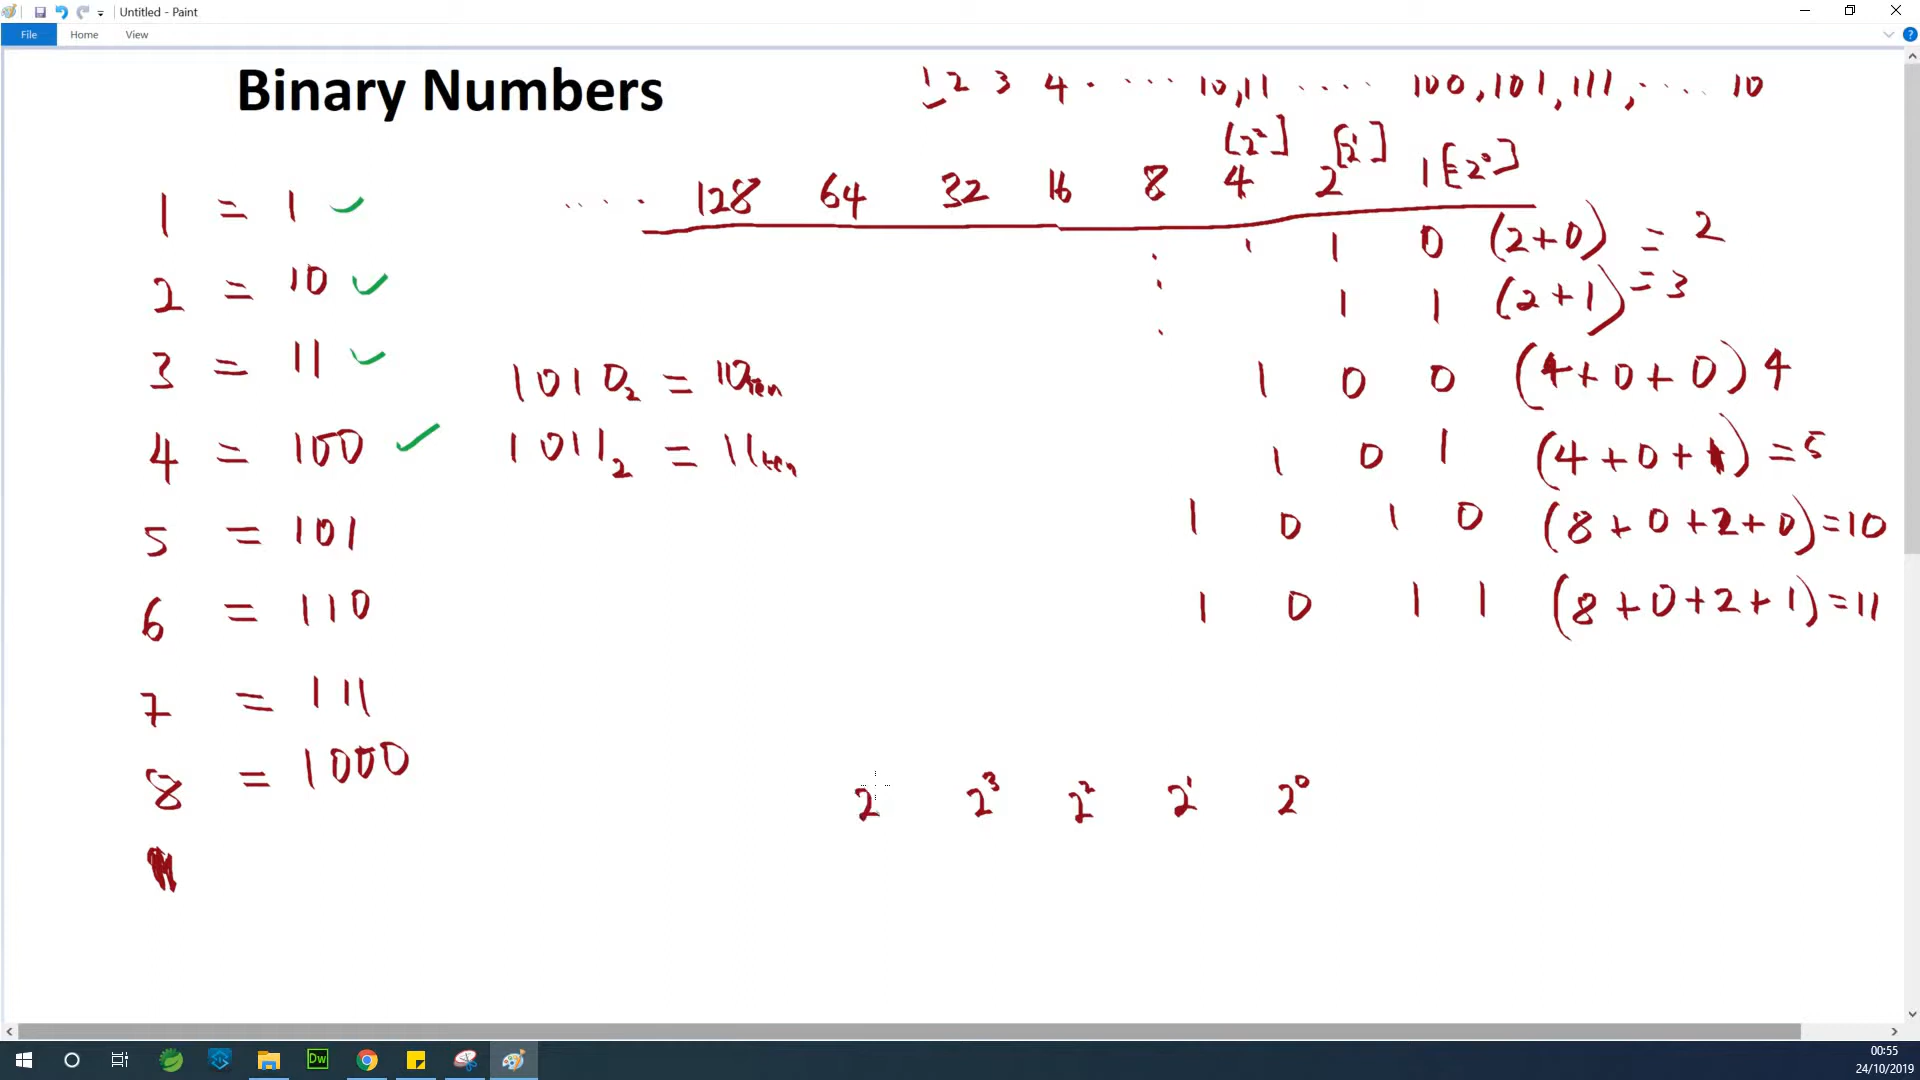 Untitled - Paint
File Home View
Binary Numbers
1 2 3 4 . ... 10,11 .... 100,101,111,.... 10
[2²] [2¹] 1[2⁰]
..... 128 64 32 16 8 4 2
1 = 1 ✓
1 0 (2+0) = 2
2 = 10 ✓
1 1 (2+1) = 3
3 = 11 ✓
1010₂ = 10ten
1 0 0 (4+0+0) 4
4 = 100 ✓
1011₂ = 11ten
1 0 1 (4+0+1) = 5
5 = 101
1 0 1 0 (8+0+2+0) = 10
6 = 110
1 0 1 1 (8+0+2+1) = 11
7 = 111
8 = 1000
2 2³ 2² 2¹ 2⁰
Dw
00:55
24/10/2019